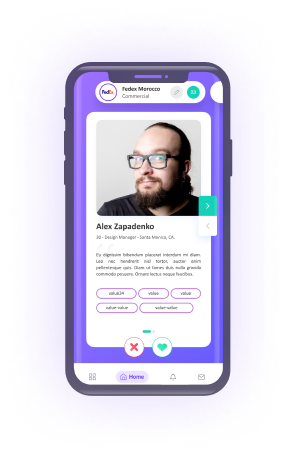 FedEx
Fedex Morocco
Commercial
23
Alex Zapadenko
30 - Design Manager - Santa Monica, CA.
Eu dignissim bibendum placerat interdum mi diam.
Leo nec hendrerit nisl tortor, auctor enim
pellentesque quis. Diam ut fames duis nulla gravida
commodo posuere. Ornare lectus neque faucibus.
value24 value value
value-value value-value
Home